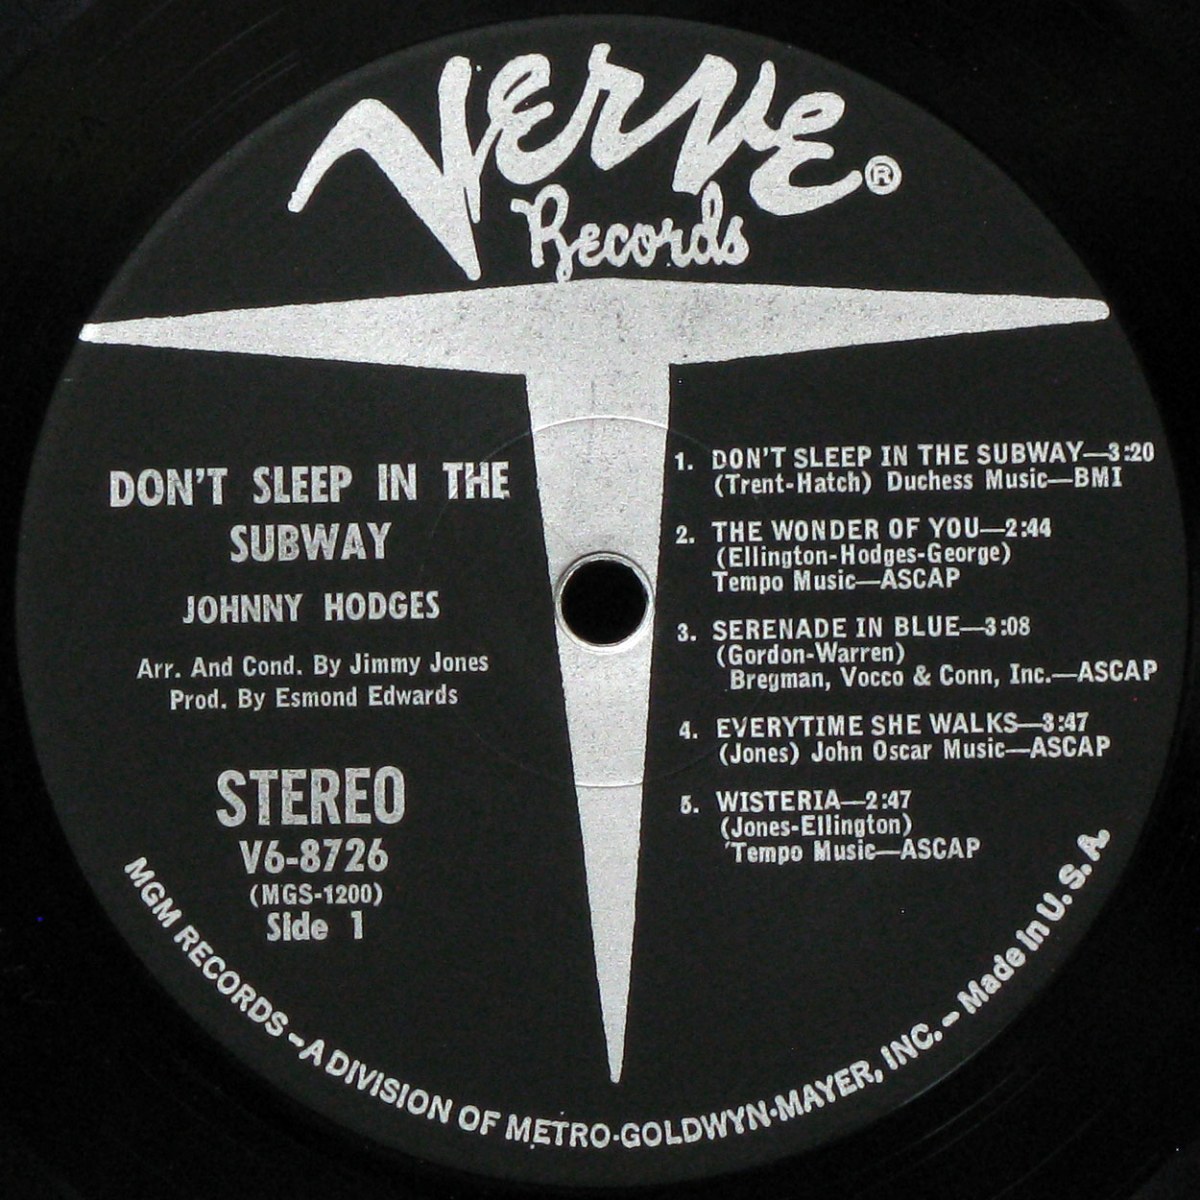 Verve ®
Records
DON'T SLEEP IN THE
SUBWAY
JOHNNY HODGES
Arr. And Cond. By Jimmy Jones
Prod. By Esmond Edwards
STEREO
V6-8726
(MGS-1200)
Side 1
1. DON'T SLEEP IN THE SUBWAY—3:20
(Trent-Hatch) Duchess Music—BMI
2. THE WONDER OF YOU—2:44
(Ellington-Hodges-George)
Tempo Music—ASCAP
3. SERENADE IN BLUE—3:08
(Gordon-Warren)
Bregman, Vocco & Conn, Inc.—ASCAP
4. EVERYTIME SHE WALKS—3:47
(Jones) John Oscar Music—ASCAP
5. WISTERIA—2:47
(Jones-Ellington)
Tempo Music—ASCAP
MGM RECORDS – A DIVISION OF METRO-GOLDWYN-MAYER, INC. – Made in U.S.A.